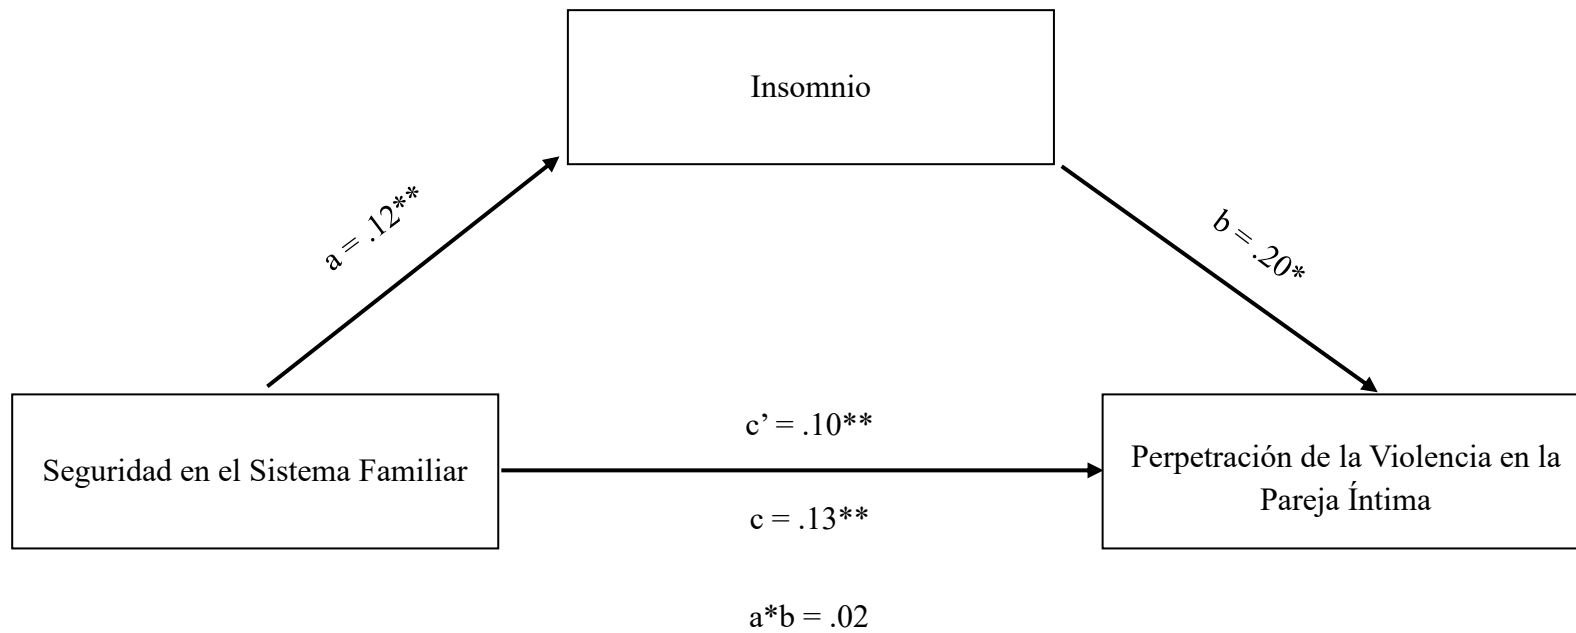 Insomnio
a = .12**
b = .20*
Seguridad en el Sistema Familiar
c’ = .10**
c = .13**
Perpetración de la Violencia en la
Pareja Íntima
a*b = .02